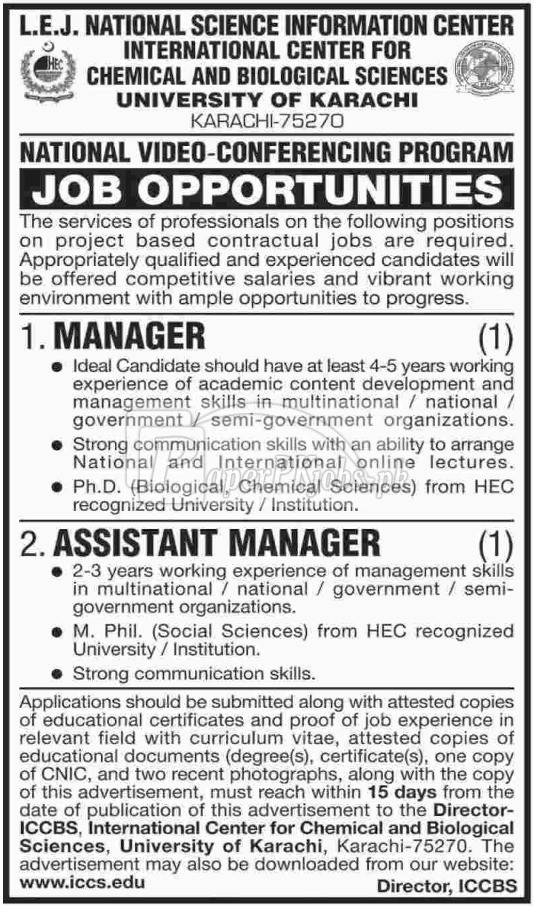 L.E.J. NATIONAL SCIENCE INFORMATION CENTER
INTERNATIONAL CENTER FOR
CHEMICAL AND BIOLOGICAL SCIENCES
UNIVERSITY OF KARACHI
KARACHI-75270
HEC
NATIONAL VIDEO-CONFERENCING PROGRAM
JOB OPPORTUNITIES
The services of professionals on the following positions
on project based contractual jobs are required.
Appropriately qualified and experienced candidates will
be offered competitive salaries and vibrant working
environment with ample opportunities to progress.
1. MANAGER (1)
● Ideal Candidate should have at least 4-5 years working
experience of academic content development and
management skills in multinational / national /
government / semi-government organizations.
● Strong communication skills with an ability to arrange
National and International online lectures.
● Ph.D. (Biological, Chemical Sciences) from HEC
recognized University / Institution.
PaperPkJobs.pk
2. ASSISTANT MANAGER (1)
● 2-3 years working experience of management skills
in multinational / national / government / semi-
government organizations.
● M. Phil. (Social Sciences) from HEC recognized
University / Institution.
● Strong communication skills.
Applications should be submitted along with attested copies
of educational certificates and proof of job experience in
relevant field with curriculum vitae, attested copies of
educational documents (degree(s), certificate(s), one copy
of CNIC, and two recent photographs, along with the copy
of this advertisement, must reach within 15 days from the
date of publication of this advertisement to the Director-
ICCBS, International Center for Chemical and Biological
Sciences, University of Karachi, Karachi-75270. The
advertisement may also be downloaded from our website:
www.iccs.edu
Director, ICCBS